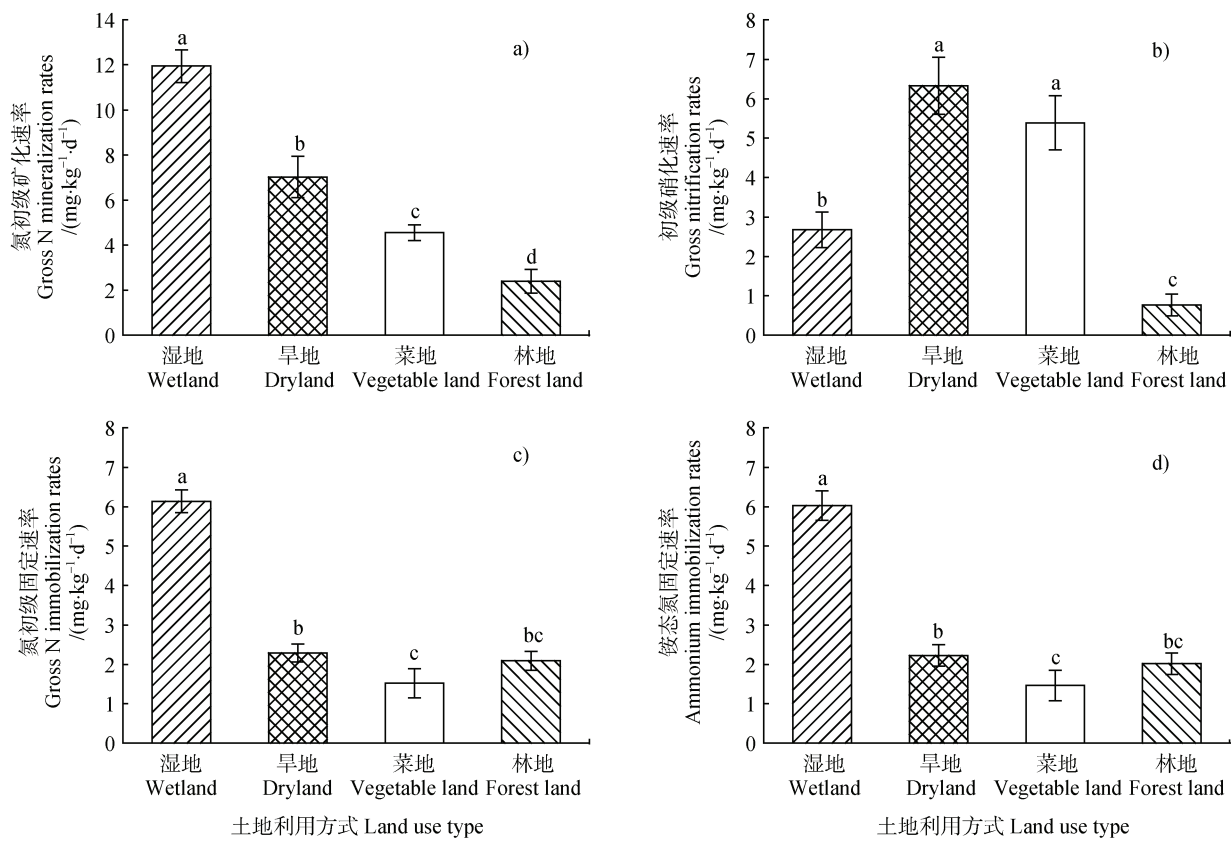 氮初级矿化速率
Gross N mineralization rates
/(mg·kg⁻¹·d⁻¹)
14
12
10
8
6
4
2
0
a
b
c
d
a)
湿地 旱地 菜地 林地
Wetland Dryland Vegetable land Forest land
初级硝化速率
Gross nitrification rates
/(mg·kg⁻¹·d⁻¹)
8
7
6
5
4
3
2
1
0
b
a
a
c
b)
湿地 旱地 菜地 林地
Wetland Dryland Vegetable land Forest land
氮初级固定速率
Gross N immobilization rates
/(mg·kg⁻¹·d⁻¹)
8
7
6
5
4
3
2
1
0
a
b
c
bc
c)
湿地 旱地 菜地 林地
Wetland Dryland Vegetable land Forest land
土地利用方式 Land use type
铵态氮固定速率
Ammonium immobilization rates
/(mg·kg⁻¹·d⁻¹)
8
7
6
5
4
3
2
1
0
a
b
c
bc
d)
湿地 旱地 菜地 林地
Wetland Dryland Vegetable land Forest land
土地利用方式 Land use type